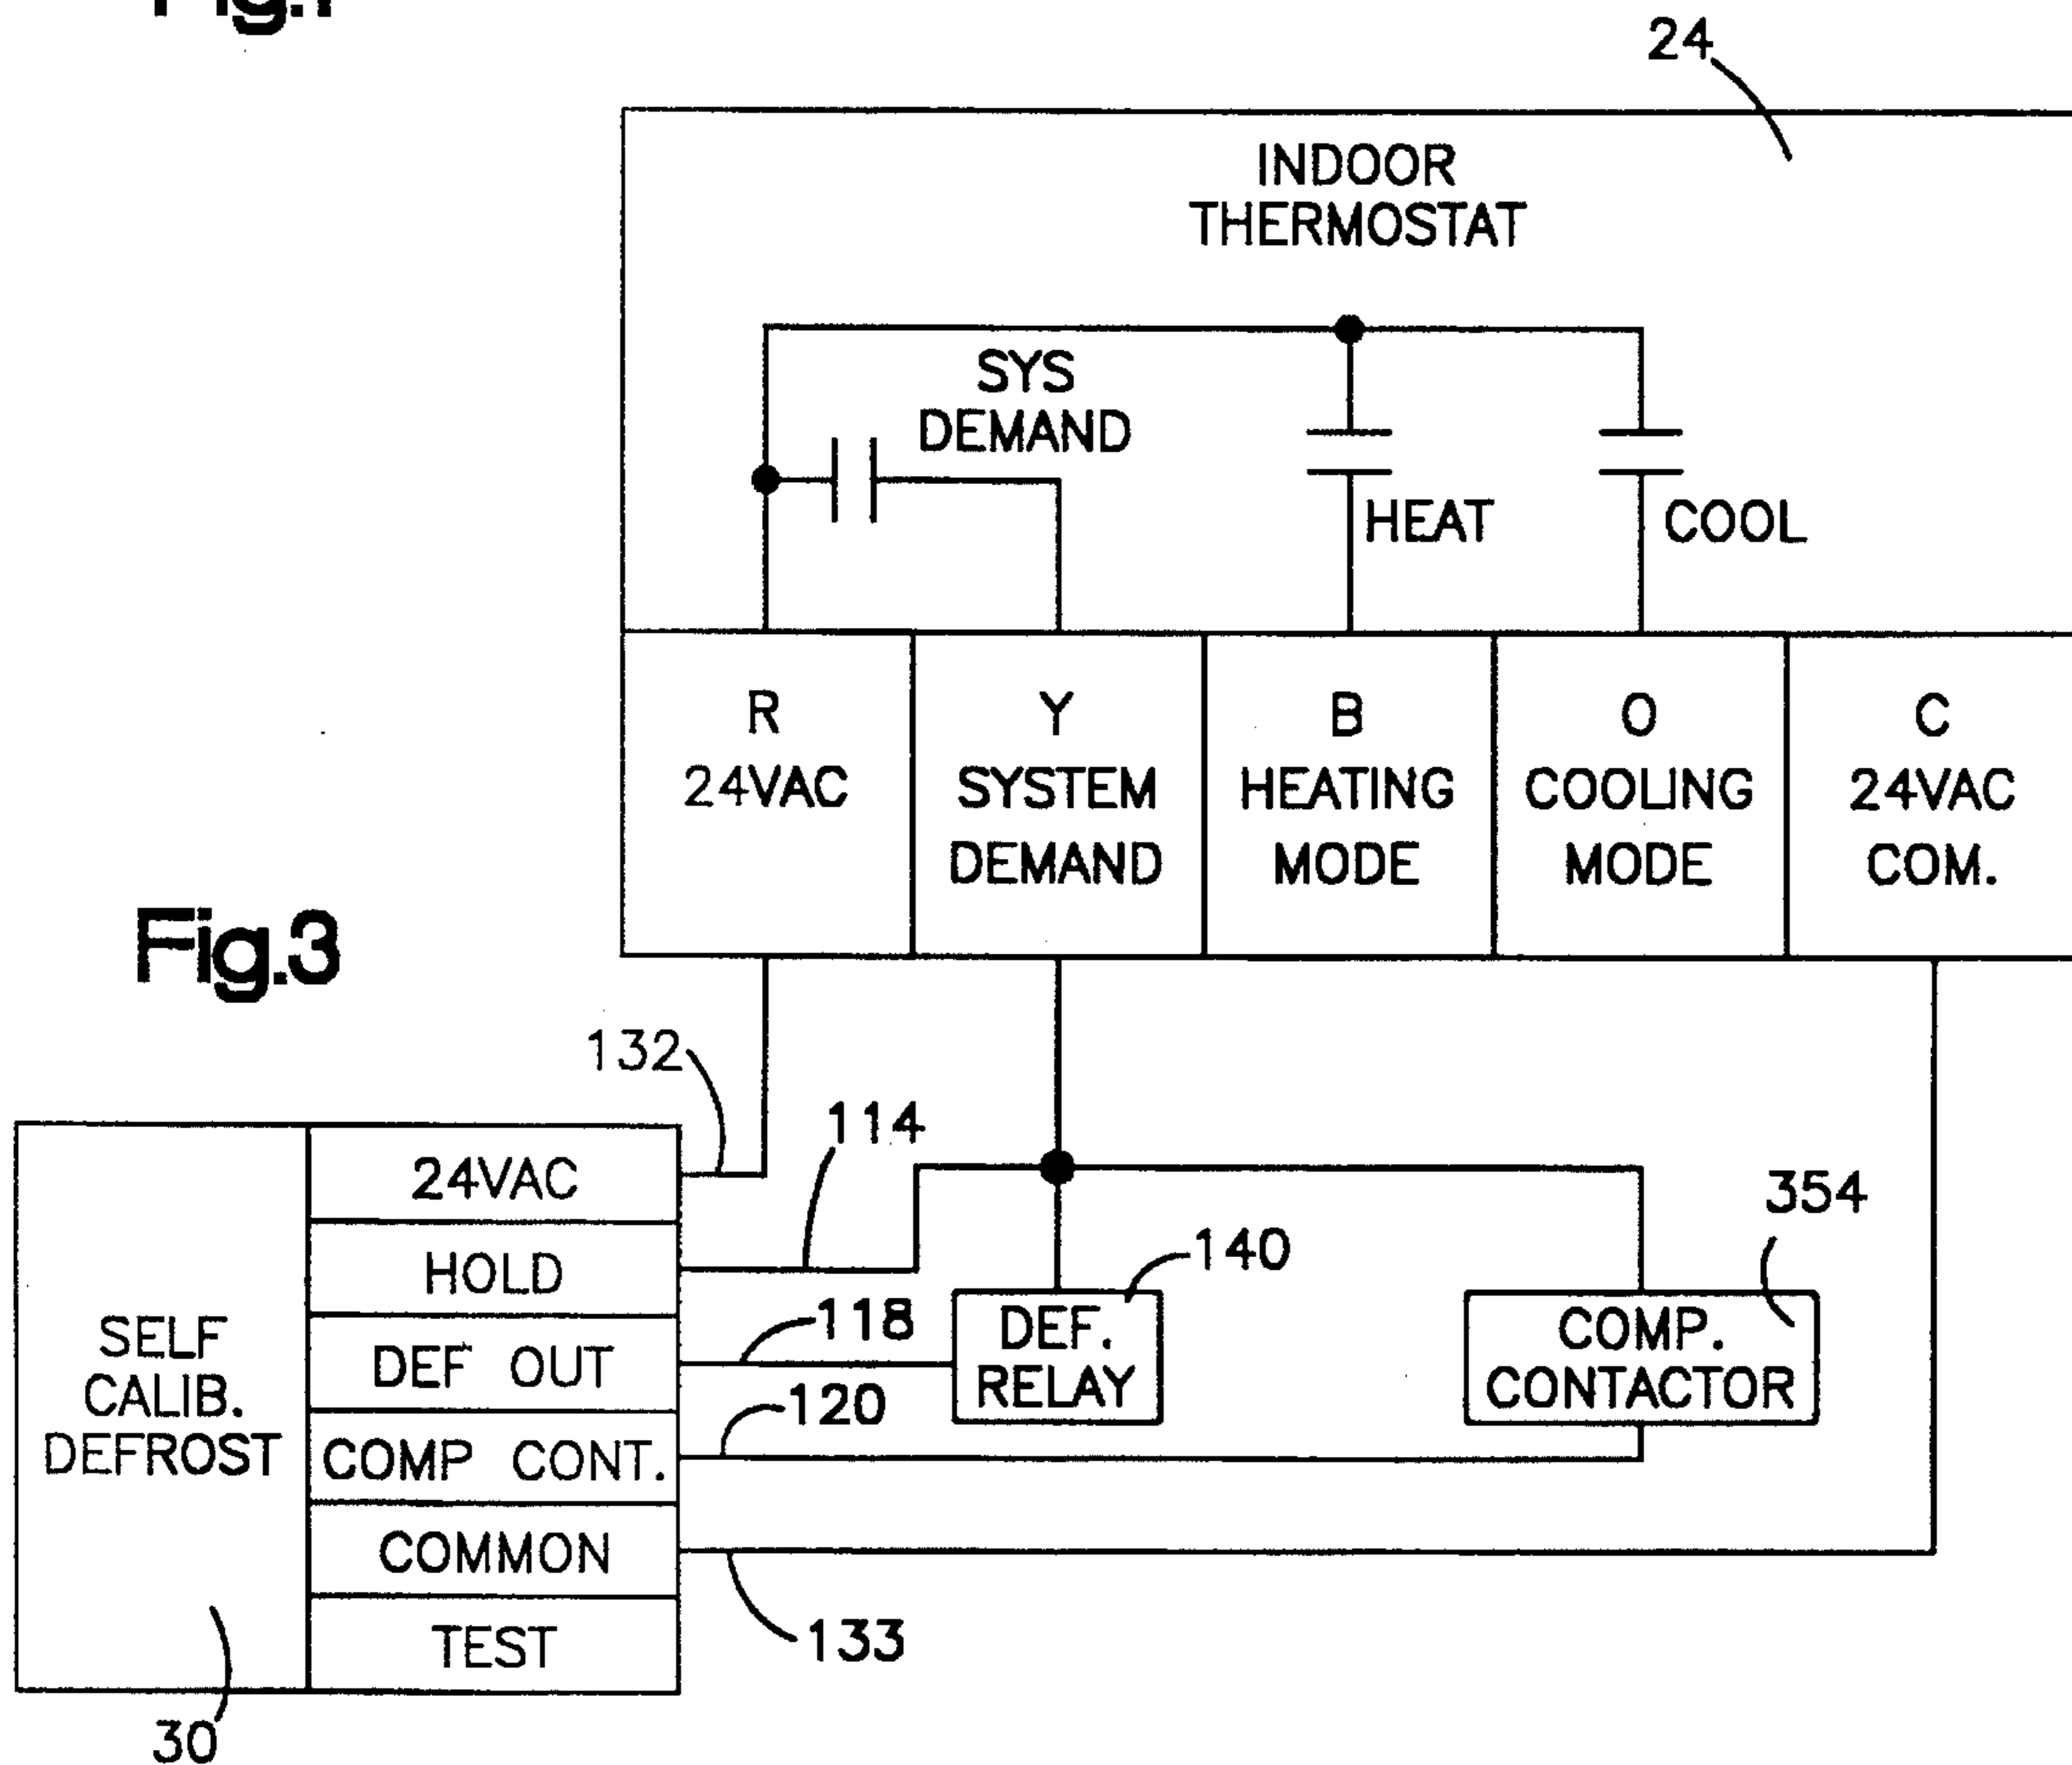 Fig.1
24
INDOOR
THERMOSTAT
SYS
DEMAND
HEAT
COOL
R
24VAC
Y
SYSTEM
DEMAND
B
HEATING
MODE
O
COOLING
MODE
C
24VAC
COM.
Fig.3
132
114
354
140
118
120
133
SELF
CALIB.
DEFROST
24VAC
HOLD
DEF OUT
COMP CONT.
COMMON
TEST
DEF.
RELAY
COMP.
CONTACTOR
30